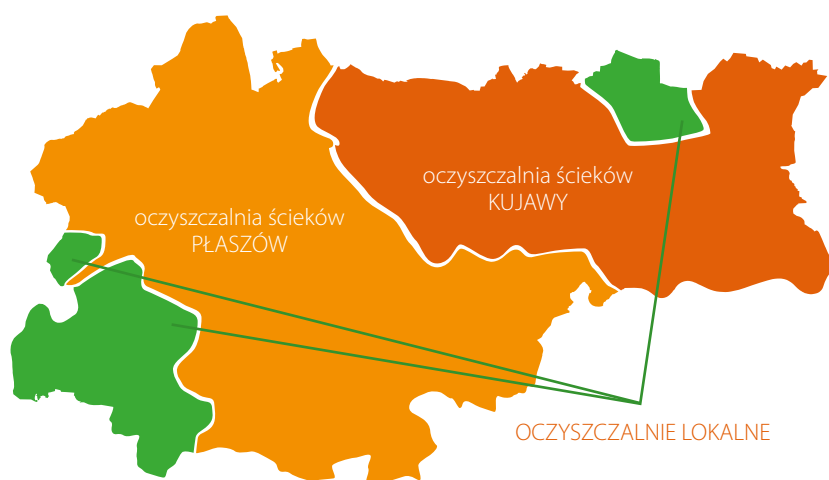 oczyszczalnia ścieków
KUJAWY
oczyszczalnia ścieków
PŁASZÓW
OCZYSZCZALNIE LOKALNE